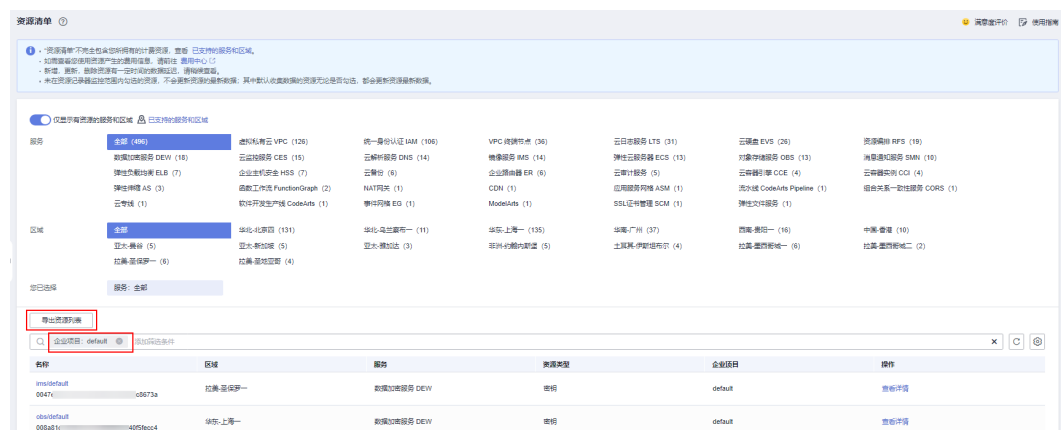 资源清单
满意度评价 使用指南
· "资源清单"不完全包含您所拥有的计费资源，查看 已支持的服务和区域。
· 如需查看您使用资源产生的费用信息，请前往 费用中心
· 新增、更新、删除资源有一定时间的数据延迟，请稍候查看。
· 未在资源记录器监控范围内勾选的资源，不会更新资源的最新数据；其中默认收集数据的资源无论是否勾选，都会更新资源最新数据。
仅显示有资源的服务和区域 已支持的服务和区域
服务 全部 (496) 虚拟私有云 VPC (126) 统一身份认证 IAM (106) VPC 终端节点 (36) 云日志服务 LTS (31) 云硬盘 EVS (26) 资源编排 RFS (19)
数据加密服务 DEW (18) 云监控服务 CES (15) 云解析服务 DNS (14) 镜像服务 IMS (14) 弹性云服务器 ECS (13) 对象存储服务 OBS (13) 消息通知服务 SMN (10)
弹性负载均衡 ELB (7) 企业主机安全 HSS (7) 云备份 (6) 企业路由器 ER (6) 云审计服务 (5) 云容器引擎 CCE (4) 云容器实例 CCI (4)
弹性伸缩 AS (3) 函数工作流 FunctionGraph (2) NAT网关 (1) CDN (1) 应用服务网格 ASM (1) 流水线 CodeArts Pipeline (1) 组合关系一致性服务 CORS (1)
云专线 (1) 软件开发生产线 CodeArts (1) 事件网格 EG (1) ModelArts (1) SSL证书管理 SCM (1) 弹性文件服务 (1)
区域 全部 华北-北京四 (131) 华北-乌兰察布一 (11) 华东-上海一 (135) 华南-广州 (37) 西南-贵阳一 (16) 中国-香港 (10)
亚太-曼谷 (5) 亚太-新加坡 (5) 亚太-雅加达 (3) 非洲-约翰内斯堡 (5) 土耳其-伊斯坦布尔 (4) 拉美-墨西哥城一 (6) 拉美-墨西哥城二 (2)
拉美-圣保罗一 (6) 拉美-圣地亚哥 (4)
您已选择 服务: 全部
导出资源列表
企业项目: default 添加筛选条件
名称 区域 服务 资源类型 企业项目 操作
ims/default
0047 c8673a 拉美-圣保罗一 数据加密服务 DEW 密钥 default 查看详情
obs/default
008a81 40f5fecc4 华东-上海一 数据加密服务 DEW 密钥 default 查看详情